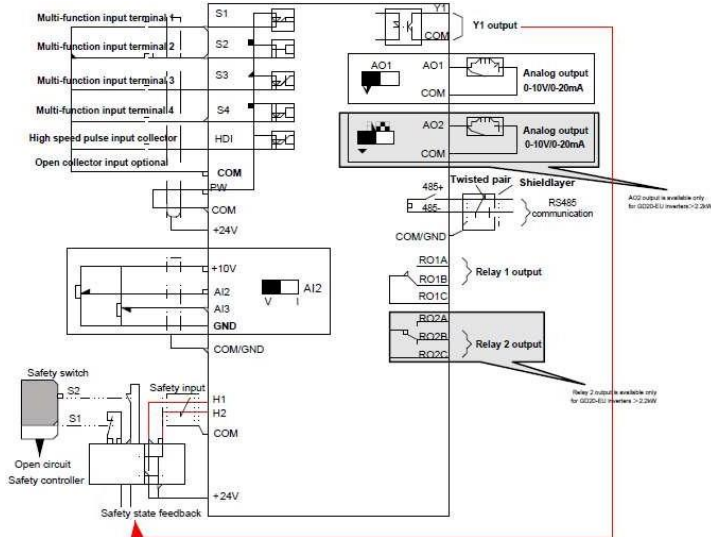 Multi-function input terminal 1
S1
Multi-function input terminal 2
S2
Multi-function input terminal 3
S3
Multi-function input terminal 4
S4
High speed pulse input collector
HDI
Open collector input optional
COM
PW
COM
+24V
+10V
AI2
AI3
GND
V I AI2
COM/GND
Safety switch
S2
S1
Open circuit
Safety controller
Safety input
H1
H2
COM
+24V
Safety state feedback
Y1
COM
Y1 output
AO1
AO1
COM
Analog output
0-10V/0-20mA
AO2
COM
Analog output
0-10V/0-20mA
AO2 output is available only
for GD20-EU inverters>2.2kW
Twisted pair
Shieldlayer
485+
485-
RS485
communication
COM/GND
RO1A
RO1B
RO1C
Relay 1 output
RO2A
RO2B
RO2C
Relay 2 output
Relay 2 output is available only
for GD20-EU inverters >2.2kW